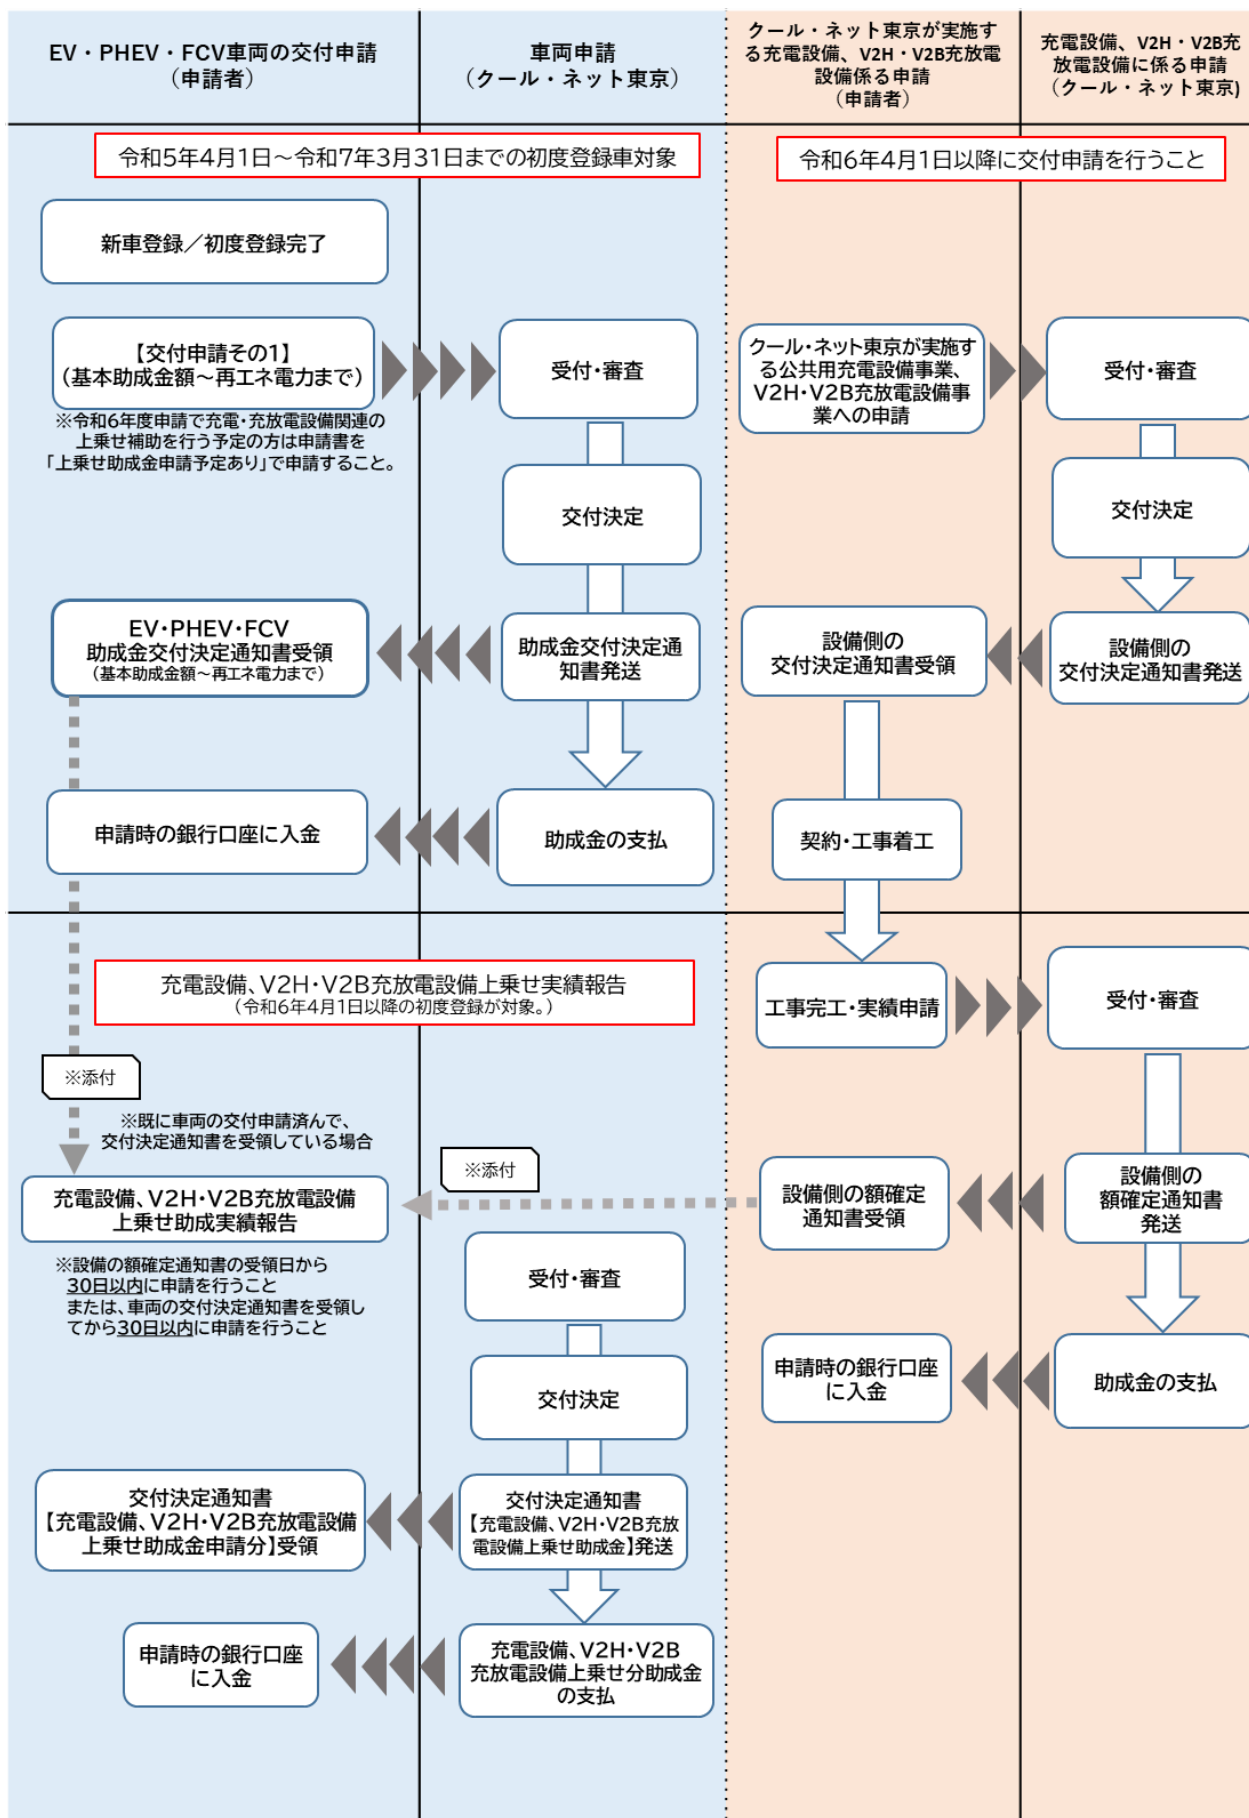 EV・PHEV・FCV車両の交付申請
（申請者）
車両申請
（クール・ネット東京）
クール・ネット東京が実施す
る充電設備、V2H・V2B充放電
設備係る申請
（申請者）
充電設備、V2H・V2B充
放電設備に係る申請
（クール・ネット東京）
令和5年4月1日～令和7年3月31日までの初度登録車対象
令和6年4月1日以降に交付申請を行うこと
新車登録／初度登録完了
【交付申請その1】
（基本助成金額～再エネ電力まで）
※令和6年度申請で充電・充放電設備関連の
上乗せ補助を行う予定の方は申請書を
「上乗せ助成金申請予定あり」で申請すること。
受付・審査
クール・ネット東京が実施す
る公共用充電設備事業、
V2H・V2B充放電設備事
業への申請
受付・審査
交付決定
交付決定
EV・PHEV・FCV
助成金交付決定通知書受領
（基本助成金額～再エネ電力まで）
助成金交付決定通
知書発送
設備側の
交付決定通知書受領
設備側の
交付決定通知書発送
申請時の銀行口座に入金
助成金の支払
契約・工事着工
充電設備、V2H・V2B充放電設備上乗せ実績報告
（令和6年4月1日以降の初度登録が対象。）
工事完工・実績申請
受付・審査
※添付
※既に車両の交付申請済んで、
交付決定通知書を受領している場合
※添付
充電設備、V2H・V2B充放電設備
上乗せ助成実績報告
設備側の額確定
通知書受領
設備側の
額確定通知書
発送
※設備の額確定通知書の受領日から
30日以内に申請を行うこと
または、車両の交付決定通知書を受領し
てから30日以内に申請を行うこと
受付・審査
申請時の銀行口座
に入金
助成金の支払
交付決定
交付決定通知書
【充電設備、V2H・V2B充放電設備
上乗せ助成金申請分】受領
交付決定通知書
【充電設備、V2H・V2B充放
電設備上乗せ助成金】発送
申請時の銀行口座
に入金
充電設備、V2H・V2B
充放電設備上乗せ分助成金
の支払